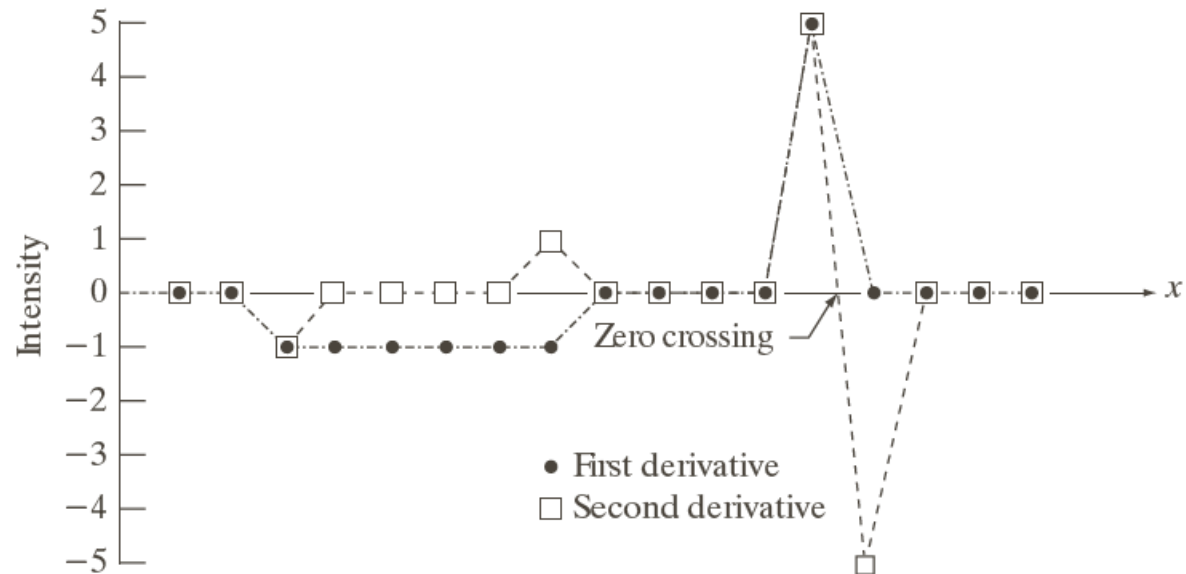 5
4
3
2
1
0
−1
−2
−3
−4
−5
Intensity
x
Zero crossing
First derivative
Second derivative